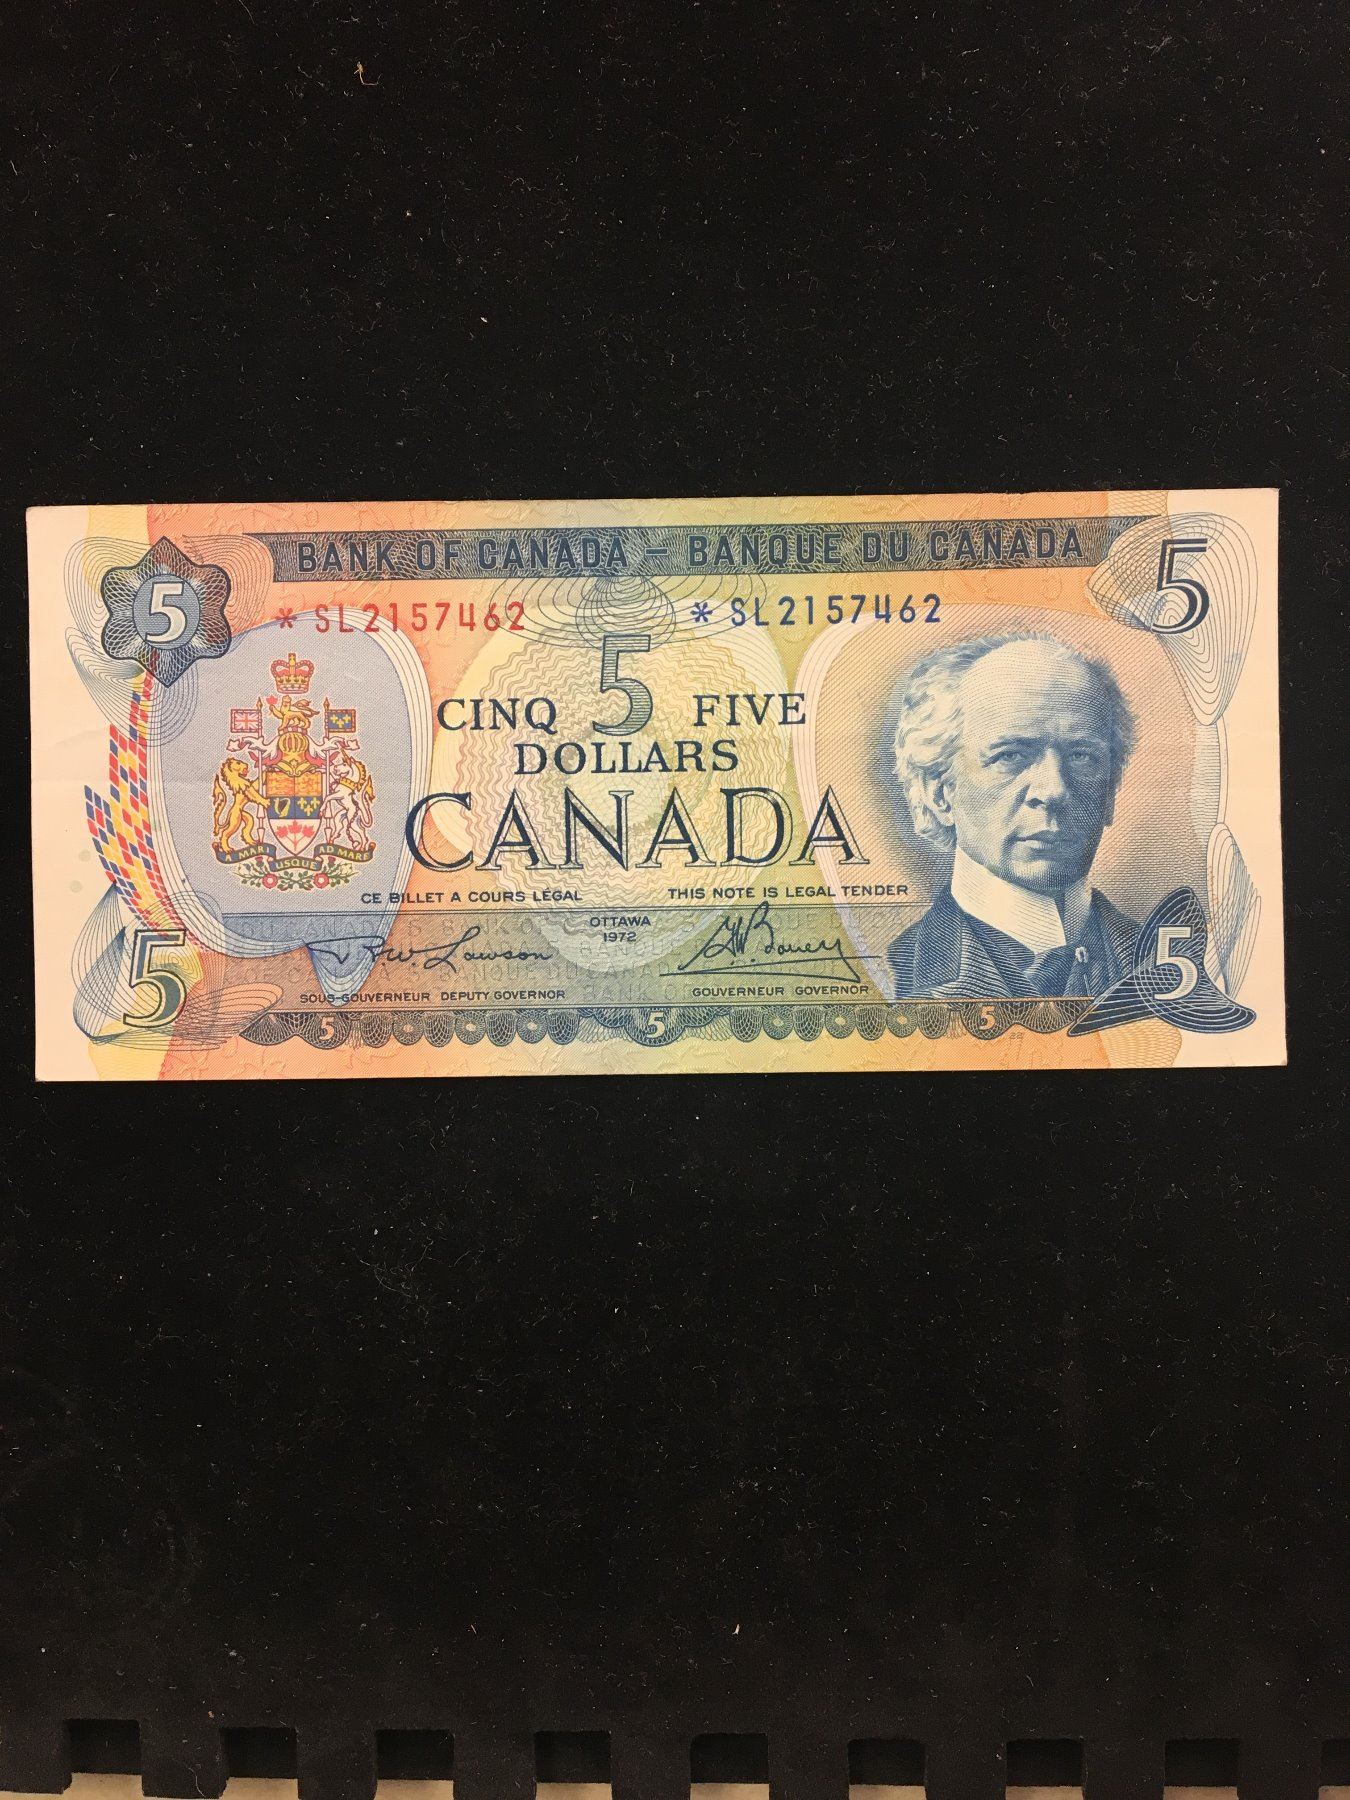 BANK OF CANADA – BANQUE DU CANADA
5 5
*SL2157462 *SL2157462
5
CINQ FIVE
DOLLARS
CANADA
A MARI USQUE AD MARE
CE BILLET A COURS LÉGAL THIS NOTE IS LEGAL TENDER
OTTAWA
1972
5 5
SOUS-GOUVERNEUR DEPUTY GOVERNOR GOUVERNEUR GOVERNOR
5 5 5